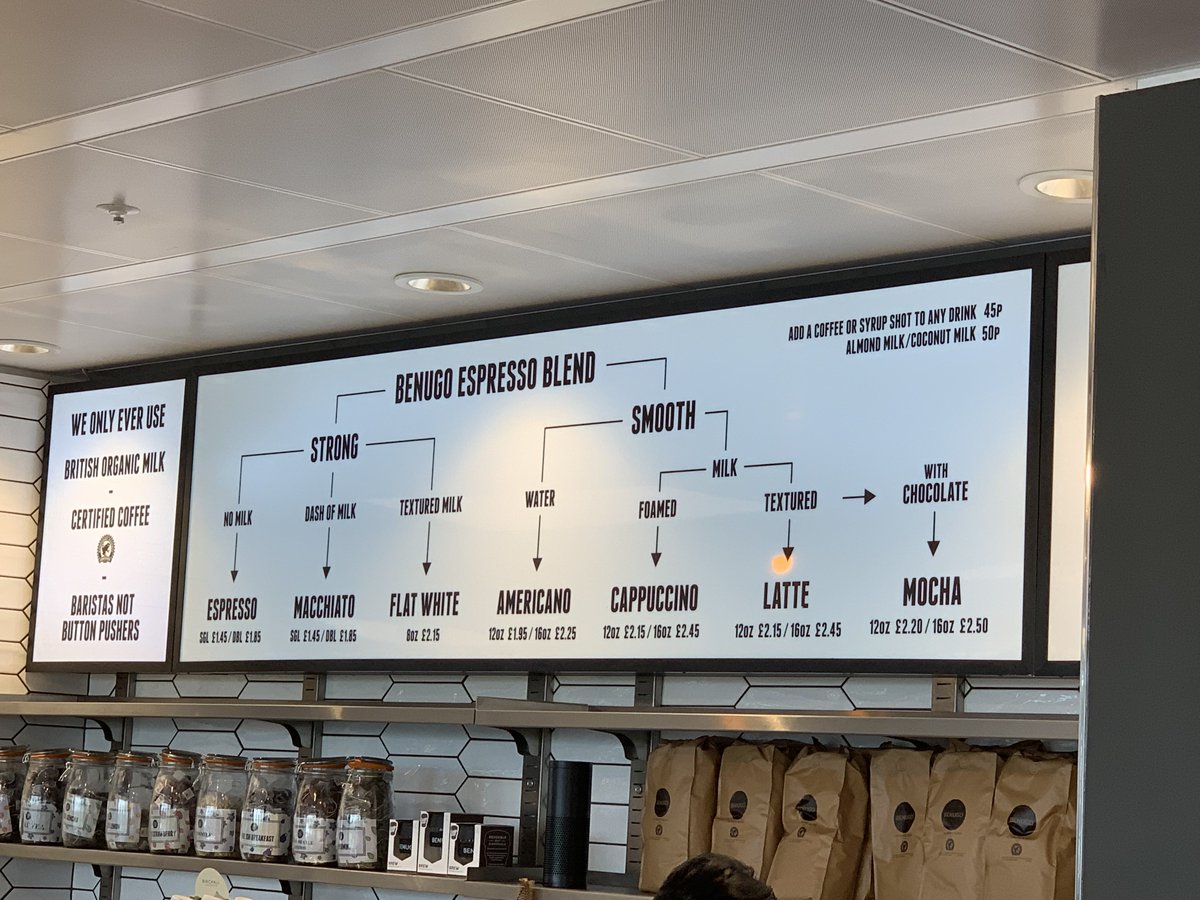 WE ONLY EVER USE
BRITISH ORGANIC MILK
-
CERTIFIED COFFEE
-
BARISTAS NOT
BUTTON PUSHERS
ADD A COFFEE OR SYRUP SHOT TO ANY DRINK 45P
ALMOND MILK/COCONUT MILK 50P
BENUGO ESPRESSO BLEND
STRONG
SMOOTH
NO MILK
DASH OF MILK
TEXTURED MILK
WATER
MILK
FOAMED
TEXTURED
WITH
CHOCOLATE
ESPRESSO
SGL £1.45/DBL £1.85
MACCHIATO
SGL £1.45/DBL £1.85
FLAT WHITE
8oz £2.15
AMERICANO
12oz £1.95/16oz £2.25
CAPPUCCINO
12oz £2.15/16oz £2.45
LATTE
12oz £2.15/16oz £2.45
MOCHA
12oz £2.20/16oz £2.50